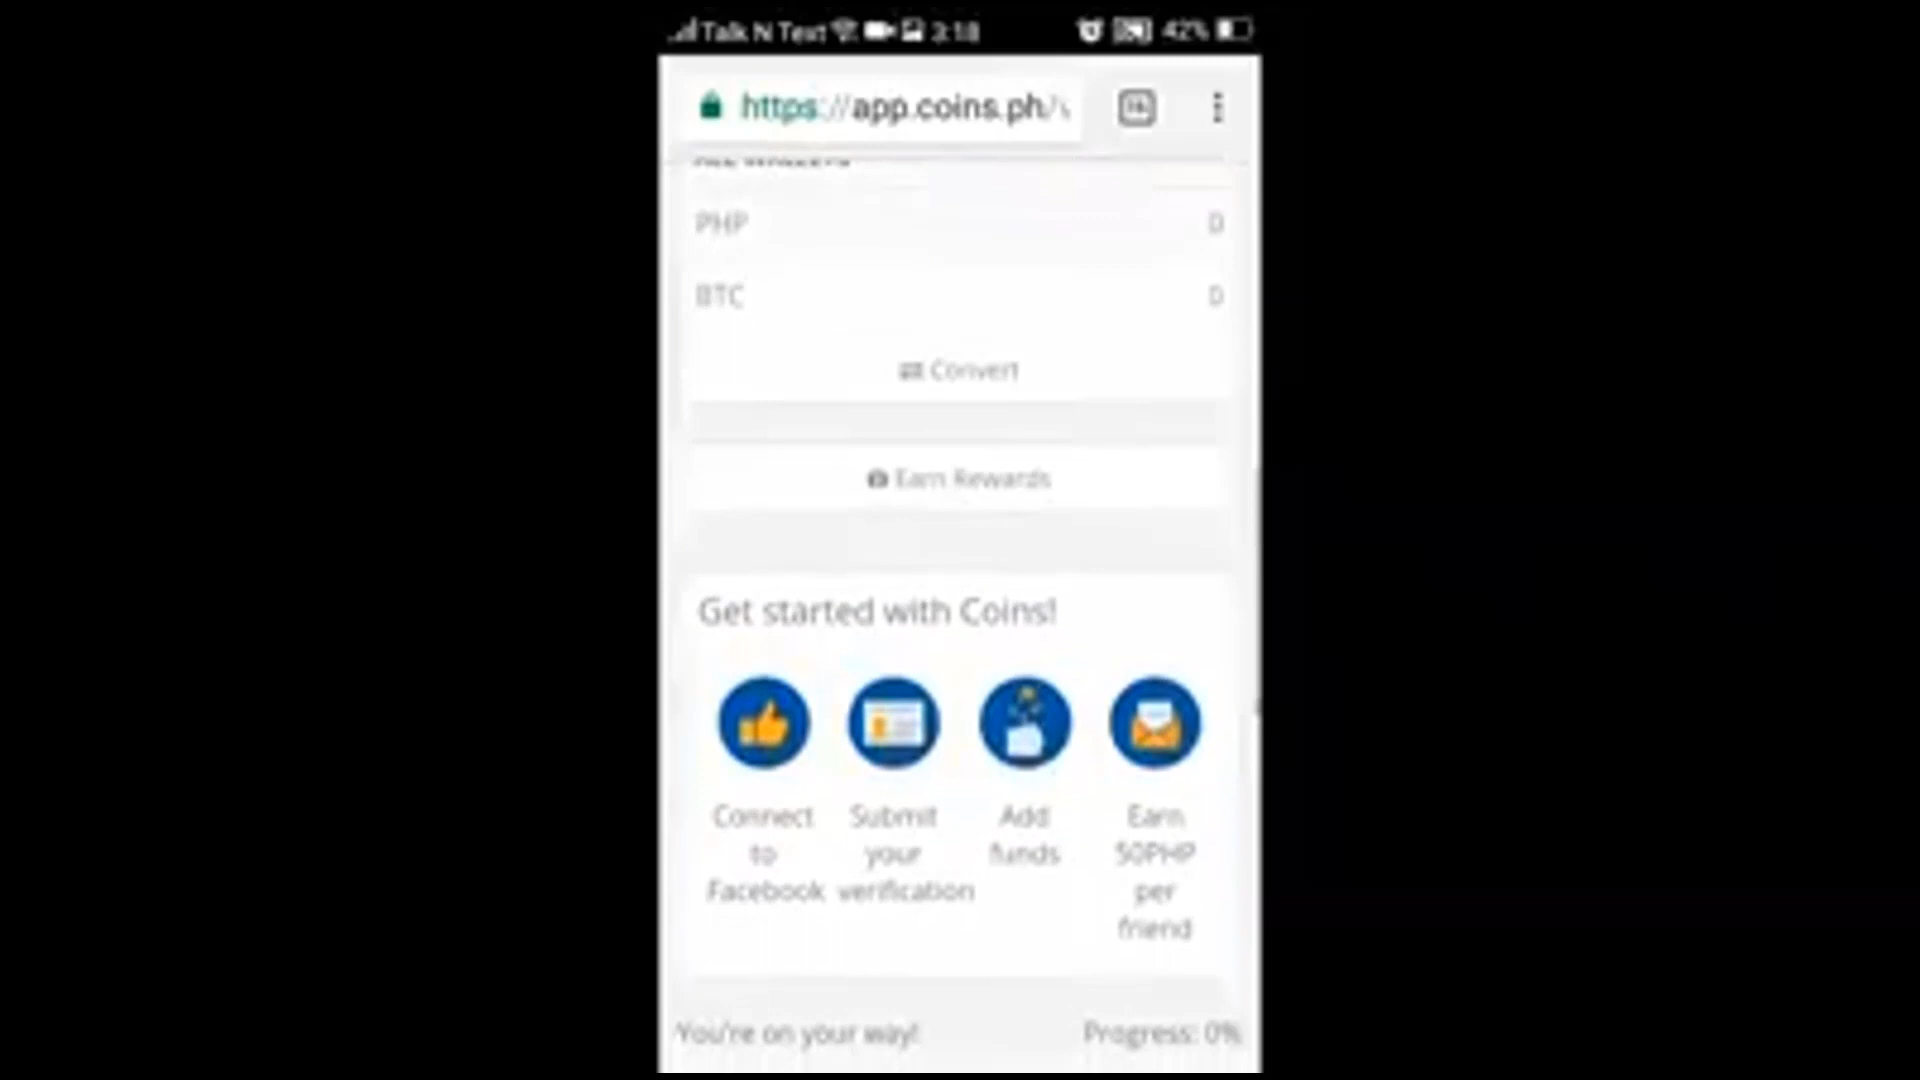 Talk N Text 3:18 42%
https://app.coins.ph/
PHP 0
BTC 0
Convert
Earn Rewards
Get started with Coins!
Connect to Facebook
Submit your verification
Add funds
Earn 50PHP per friend
You're on your way! Progress: 0%